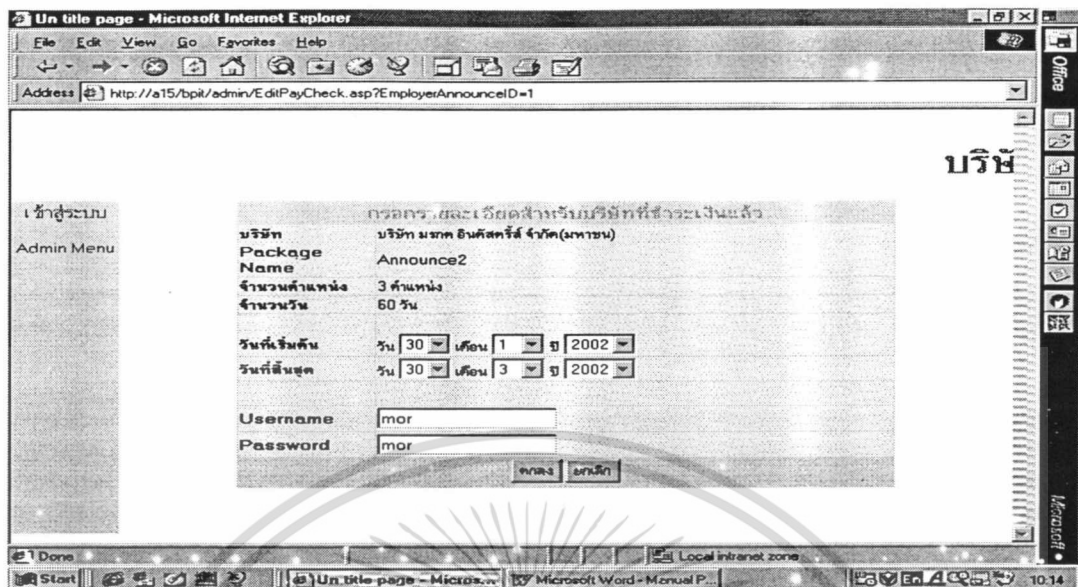 Un title page - Microsoft Internet Explorer
File Edit View Go Favorites Help
Address http://a15/bpit/admin/EditPayCheck.asp?EmployerAnnounceID=1
Office
บริษั
เข้าสู่ระบบ
Admin Menu
กรอกรายละเอียดสำหรับบริษัทที่ชำระเงินแล้ว
บริษัท บริษัท มรกต อินดัสตรี้ส์ จำกัด(มหาชน)
Package Name Announce2
จำนวนตำแหน่ง 3 ตำแหน่ง
จำนวนวัน 60 วัน
วันที่เริ่มต้น วัน 30 เดือน 1 ปี 2002
วันที่สิ้นสุด วัน 30 เดือน 3 ปี 2002
Username mor
Password mor
ตกลง ยกเลิก
Microsoft
Done Local intranet zone
Start Un title page - Micros... Microsoft Word - Manual P... En 10:14